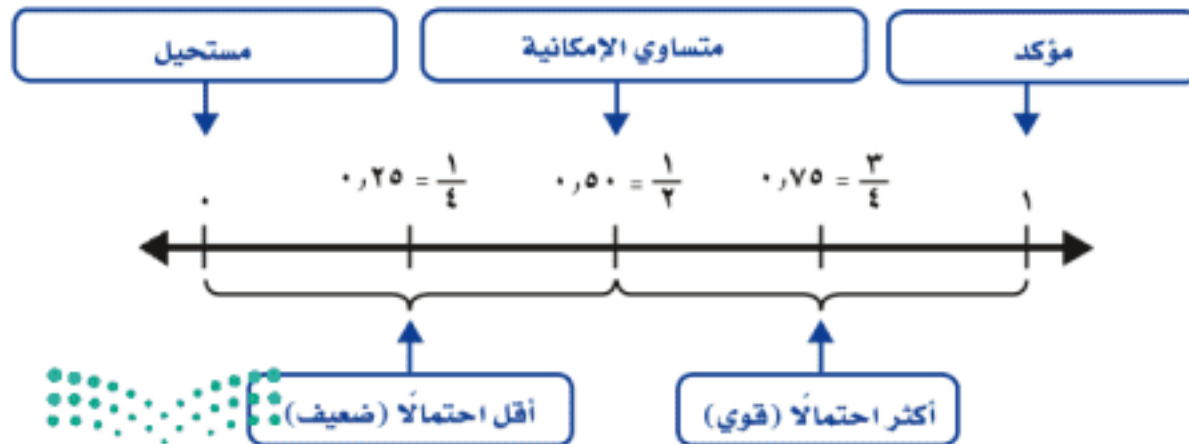 مؤكد
متساوي الإمكانية
مستحيل
٠ ٠٫٢٥ = ١/٤ ٠٫٥٠ = ١/٢ ٠٫٧٥ = ٣/٤ ١
أكثر احتمالًا (قوي)
أقل احتمالًا (ضعيف)